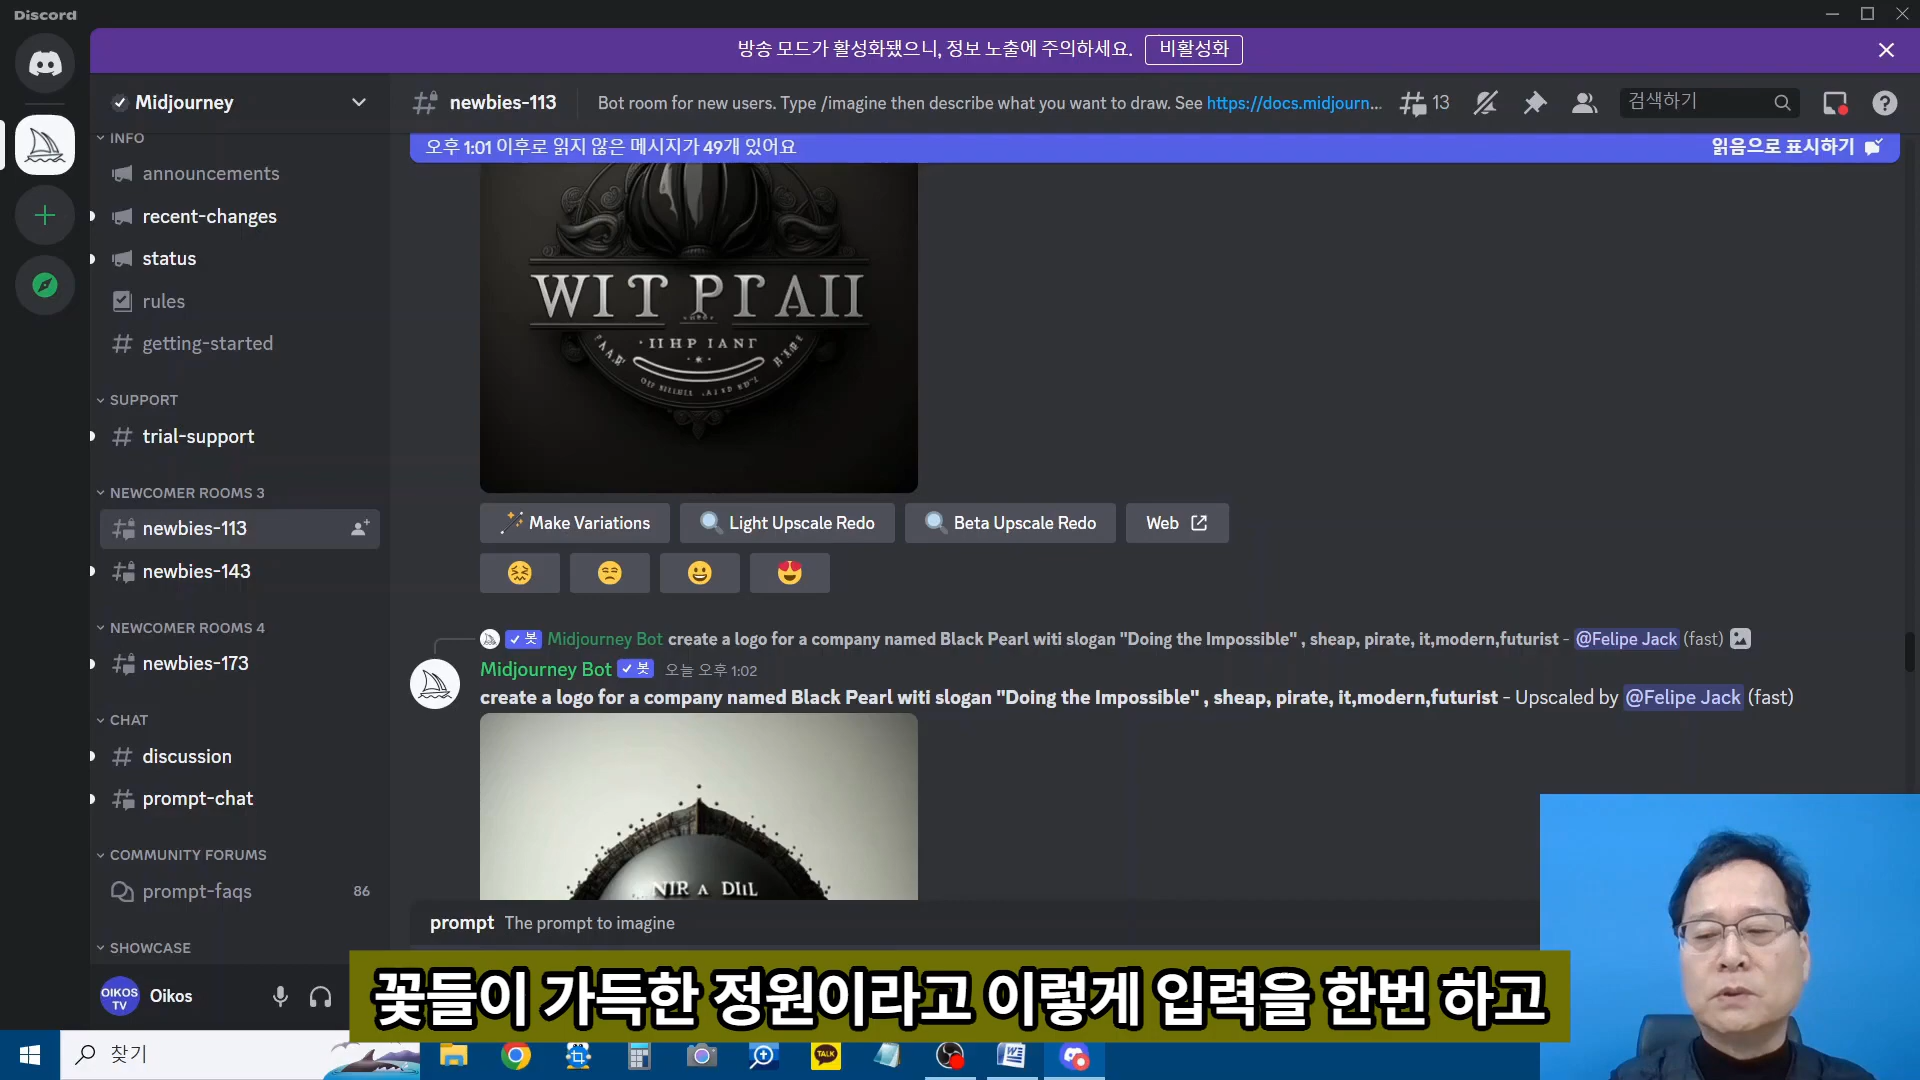 Discord
방송 모드가 활성화됐으니, 정보 노출에 주의하세요. 비활성화
Midjourney
newbies-113
Bot room for new users. Type /imagine then describe what you want to draw. See https://docs.midjourn...
13
검색하기
오후 1:01 이후로 읽지 않은 메시지가 49개 있어요
읽음으로 표시하기
INFO
announcements
recent-changes
status
rules
getting-started
SUPPORT
trial-support
NEWCOMER ROOMS 3
newbies-113
newbies-143
NEWCOMER ROOMS 4
newbies-173
CHAT
discussion
prompt-chat
COMMUNITY FORUMS
prompt-faqs 86
SHOWCASE
OIKOS TV
Oikos
WIT PTAII
IIHP IANT
Make Variations
Light Upscale Redo
Beta Upscale Redo
Web
봇 Midjourney Bot create a logo for a company named Black Pearl witi slogan "Doing the Impossible" , sheap, pirate, it,modern,futurist - @Felipe Jack (fast)
Midjourney Bot 봇 오늘 오후 1:02
create a logo for a company named Black Pearl witi slogan "Doing the Impossible" , sheap, pirate, it,modern,futurist - Upscaled by @Felipe Jack (fast)
NIR A DIIL
prompt The prompt to imagine
꽃들이 가득한 정원이라고 이렇게 입력을 한번 하고
찾기
TALK